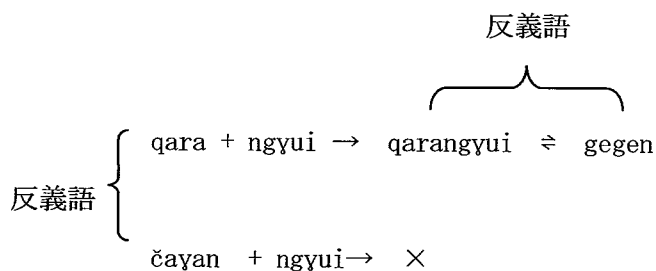 反義語
qara + ngɣui → qarangɣui ⇌ gegen
反義語
čaɣan + ngɣui→ ×